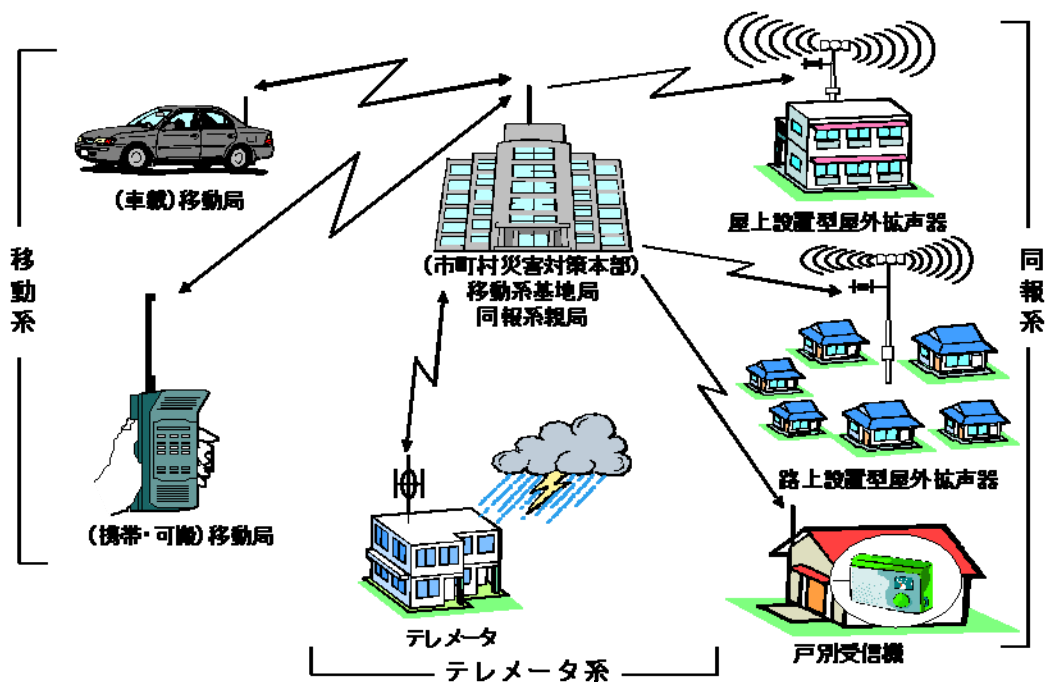 (車載)移動局
屋上設置型屋外拡声器
(市町村災害対策本部)
移動系基地局
同報系親局
移動系
同報系
路上設置型屋外拡声器
(携帯・可搬)移動局
テレメータ
戸別受信機
テレメータ系